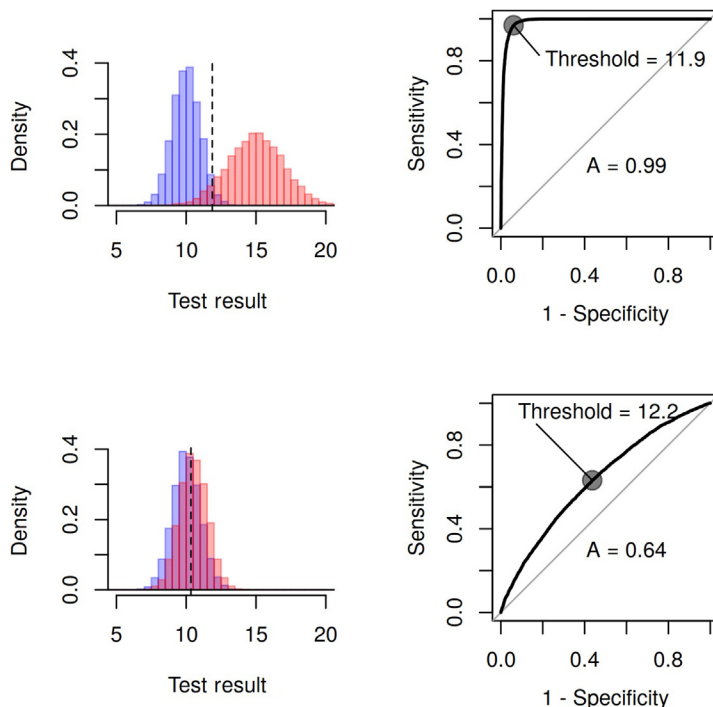 Density
0.0 0.2 0.4
5 10 15 20
Test result
Sensitivity
0.0 0.4 0.8
Threshold = 11.9
A = 0.99
0.0 0.4 0.8
1 - Specificity
Density
0.0 0.2 0.4
5 10 15 20
Test result
Sensitivity
0.0 0.4 0.8
Threshold = 12.2
A = 0.64
0.0 0.4 0.8
1 - Specificity